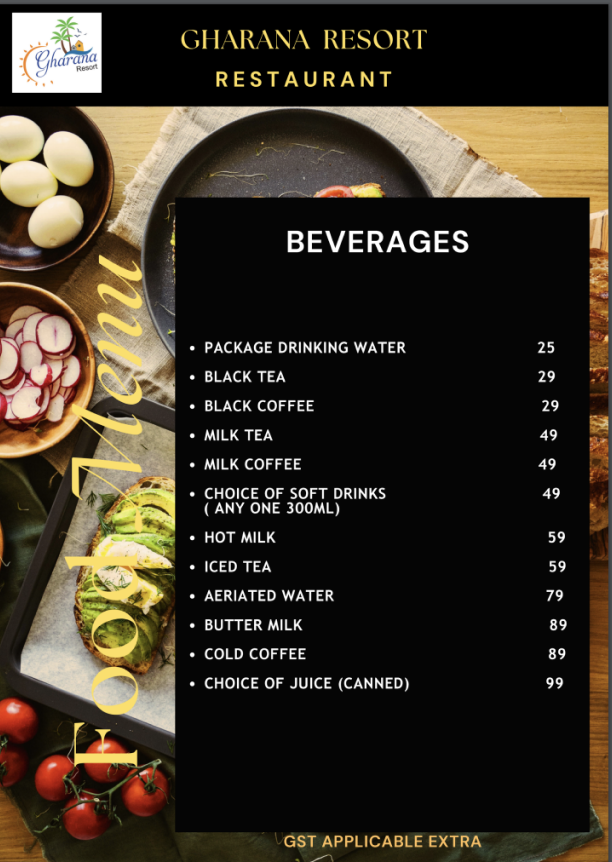 Gharana
Resort
GHARANA RESORT
RESTAURANT
Food Menu
BEVERAGES
• PACKAGE DRINKING WATER 25
• BLACK TEA 29
• BLACK COFFEE 29
• MILK TEA 49
• MILK COFFEE 49
• CHOICE OF SOFT DRINKS 49
( ANY ONE 300ML)
• HOT MILK 59
• ICED TEA 59
• AERIATED WATER 79
• BUTTER MILK 89
• COLD COFFEE 89
• CHOICE OF JUICE (CANNED) 99
GST APPLICABLE EXTRA